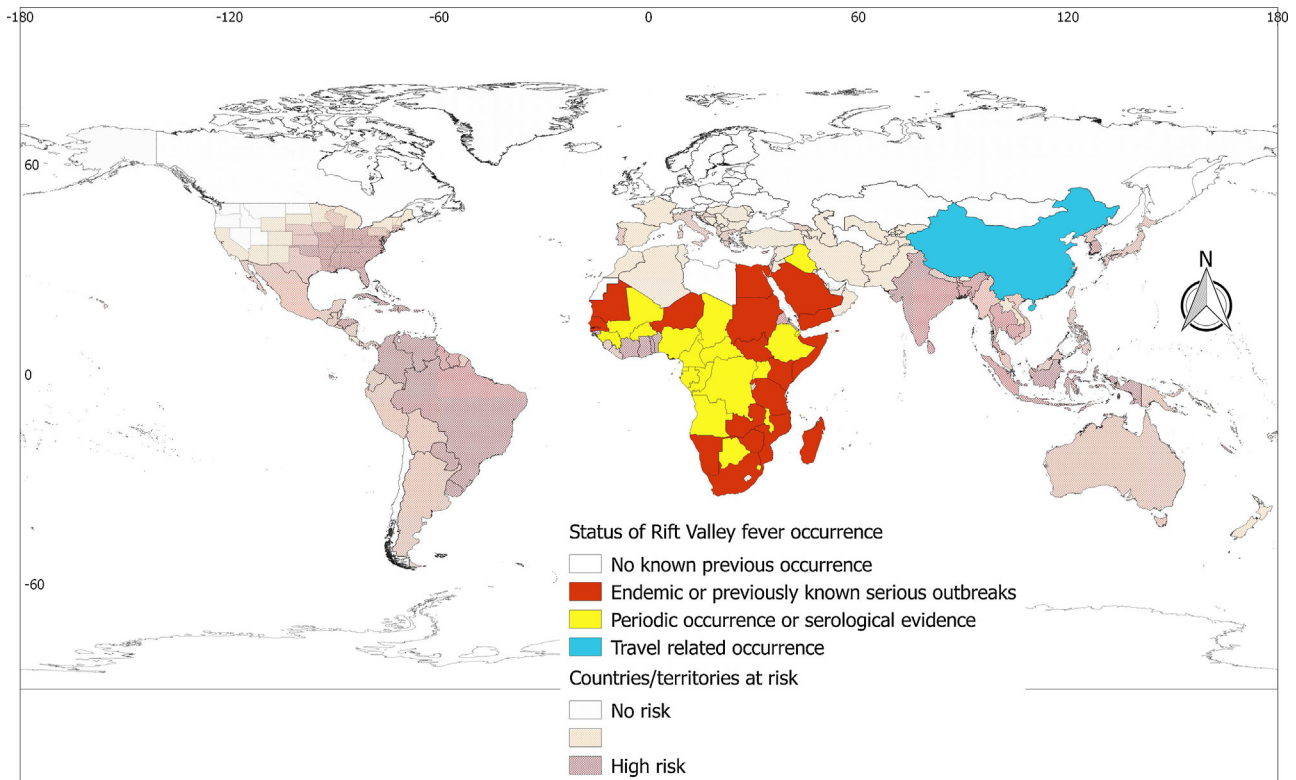 -180
-120
-60
0
60
120
180
60
0
-60
N
Status of Rift Valley fever occurrence
No known previous occurrence
Endemic or previously known serious outbreaks
Periodic occurrence or serological evidence
Travel related occurrence
Countries/territories at risk
No risk
High risk